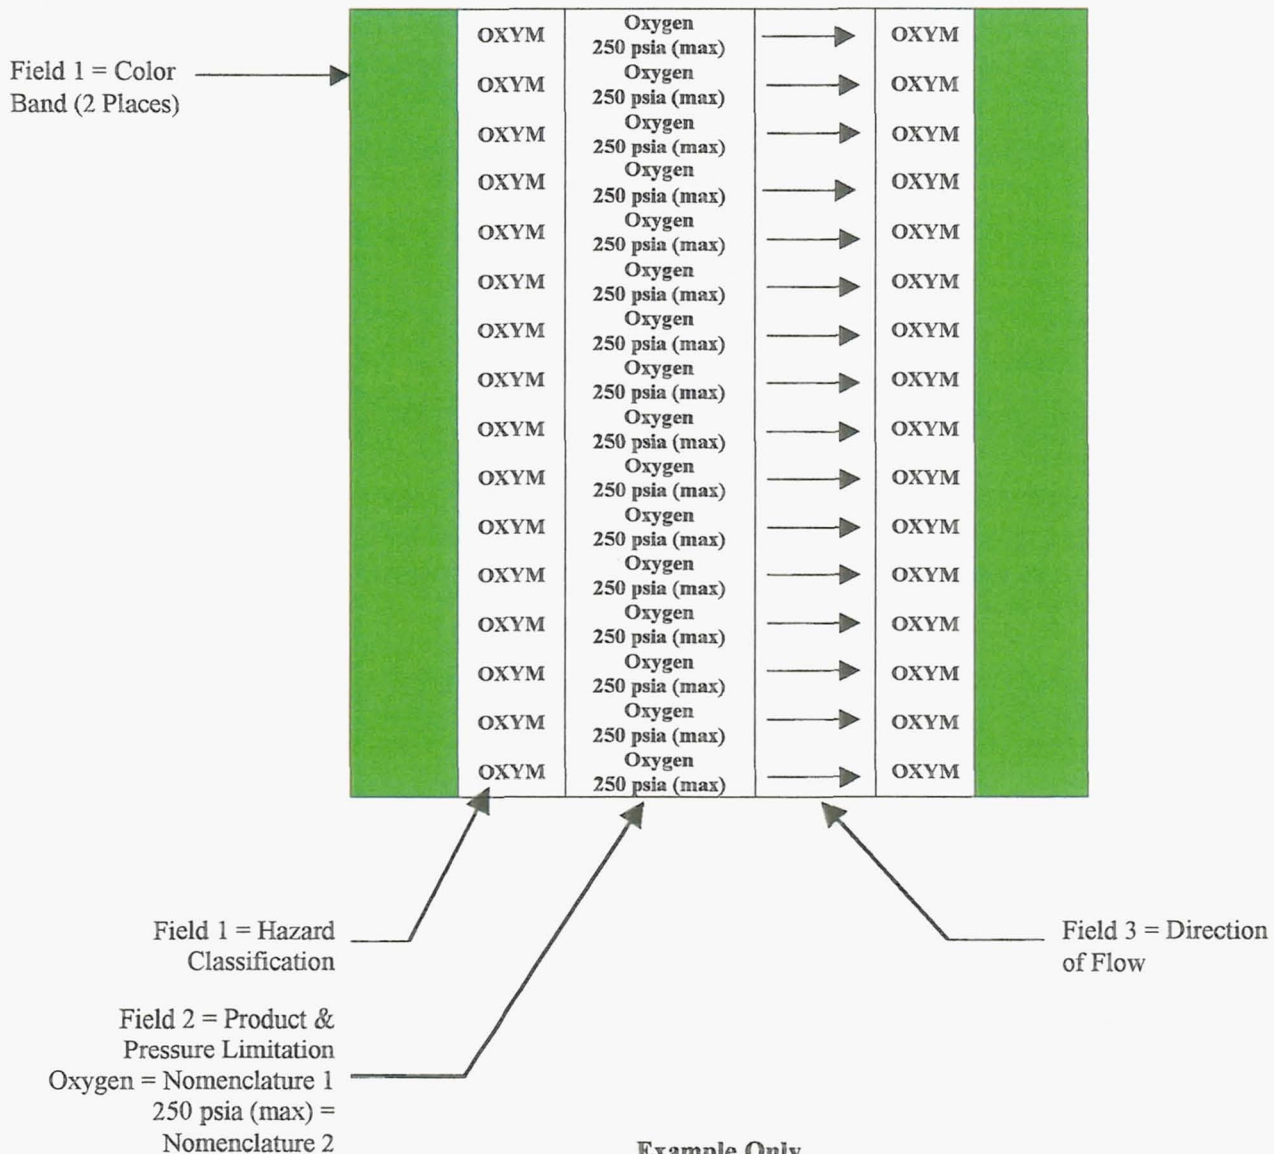 Field 1 = Color
Band (2 Places)
OXYM Oxygen OXYM
250 psia (max)
OXYM Oxygen OXYM
250 psia (max)
OXYM Oxygen OXYM
250 psia (max)
OXYM Oxygen OXYM
250 psia (max)
OXYM Oxygen OXYM
250 psia (max)
OXYM Oxygen OXYM
250 psia (max)
OXYM Oxygen OXYM
250 psia (max)
OXYM Oxygen OXYM
250 psia (max)
OXYM Oxygen OXYM
250 psia (max)
OXYM Oxygen OXYM
250 psia (max)
OXYM Oxygen OXYM
250 psia (max)
OXYM Oxygen OXYM
250 psia (max)
OXYM Oxygen OXYM
250 psia (max)
OXYM Oxygen OXYM
250 psia (max)
OXYM Oxygen OXYM
250 psia (max)
OXYM Oxygen OXYM
250 psia (max)
Field 1 = Hazard
Classification
Field 3 = Direction
of Flow
Field 2 = Product &
Pressure Limitation
Oxygen = Nomenclature 1
250 psia (max) =
Nomenclature 2
Example Only